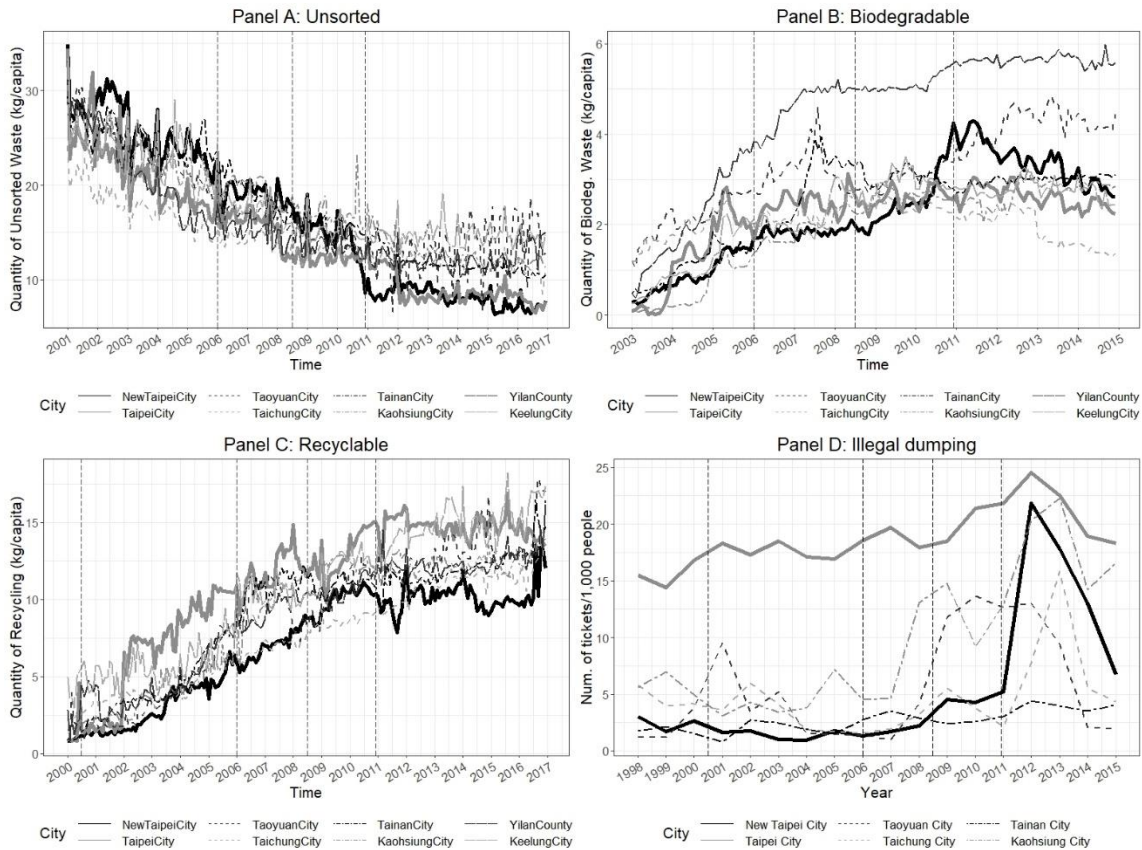 Panel A: Unsorted
Quantity of Unsorted Waste (kg/capita)
30
20
10
2001 2002 2003 2004 2005 2006 2007 2008 2009 2010 2011 2012 2013 2014 2015 2016 2017
Time
City NewTaipeiCity TaoyuanCity TainanCity YilanCounty
TaipeiCity TaichungCity KaohsiungCity KeelungCity
Panel B: Biodegradable
Quantity of Biodeg. Waste (kg/capita)
6
4
2
0
2003 2004 2005 2006 2007 2008 2009 2010 2011 2012 2013 2014 2015
Time
City NewTaipeiCity TaoyuanCity TainanCity YilanCounty
TaipeiCity TaichungCity KaohsiungCity KeelungCity
Panel C: Recyclable
Quantity of Recycling (kg/capita)
15
10
5
0
2000 2001 2002 2003 2004 2005 2006 2007 2008 2009 2010 2011 2012 2013 2014 2015 2016 2017
Time
City NewTaipeiCity TaoyuanCity TainanCity YilanCounty
TaipeiCity TaichungCity KaohsiungCity KeelungCity
Panel D: Illegal dumping
Num. of tickets/1,000 people
25
20
15
10
5
0
1998 1999 2000 2001 2002 2003 2004 2005 2006 2007 2008 2009 2010 2011 2012 2013 2014 2015
Year
City New Taipei City Taoyuan City Tainan City
Taipei City Taichung City Kaohsiung City